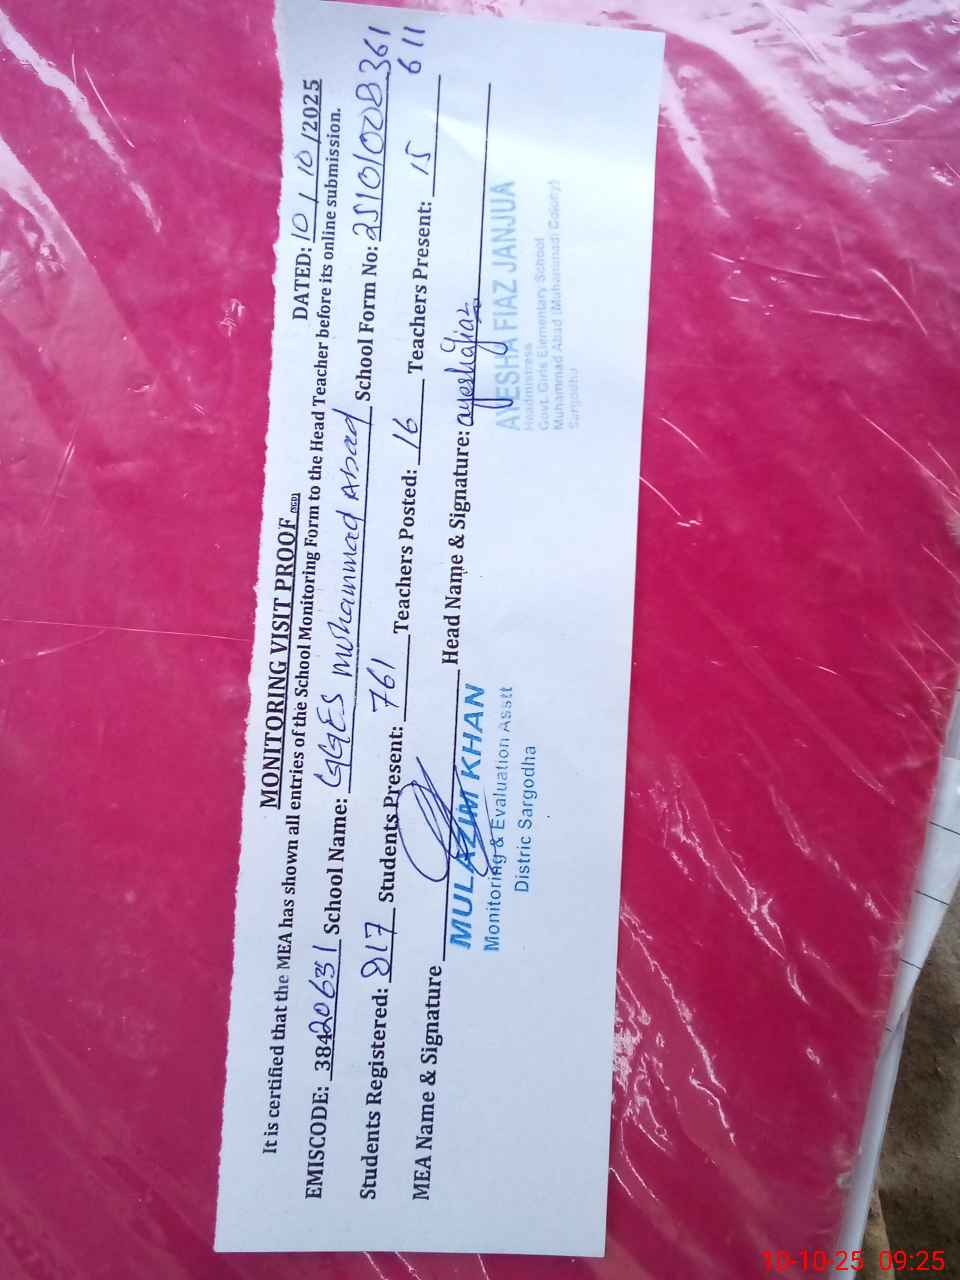 MONITORING VISIT PROOF (SGD)
DATED: 10/10/2025
It is certified that the MEA has shown all entries of the School Monitoring Form to the Head Teacher before its online submission.
EMISCODE: 38420631 School Name: GGES Muhammad Abad School Form No: 25101008361
611
Students Registered: 817 Students Present: 761 Teachers Posted: 16 Teachers Present: 15
MEA Name & Signature Head Name & Signature: ayeshafiaz
MULAZIM KHAN
Monitoring & Evaluation Asstt
Distric Sargodha
AYESHA FIAZ JANJUA
Headmistress
Govt. Girls Elementary School
Muhammad Abad (Muhammadi Colony)
Sargodha
10-10-25 09:25